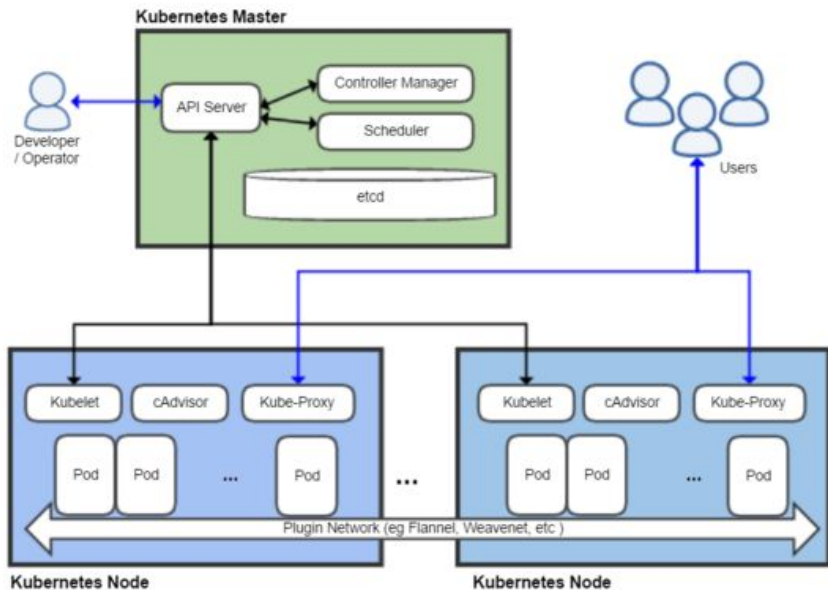 Kubernetes Master
API Server
Controller Manager
Scheduler
etcd
Developer
/ Operator
Users
Kubelet
cAdvisor
Kube-Proxy
Pod
Pod
...
Pod
...
Kubelet
cAdvisor
Kube-Proxy
Pod
Pod
...
Pod
Plugin Network (eg Flannel, Weavenet, etc )
Kubernetes Node
Kubernetes Node